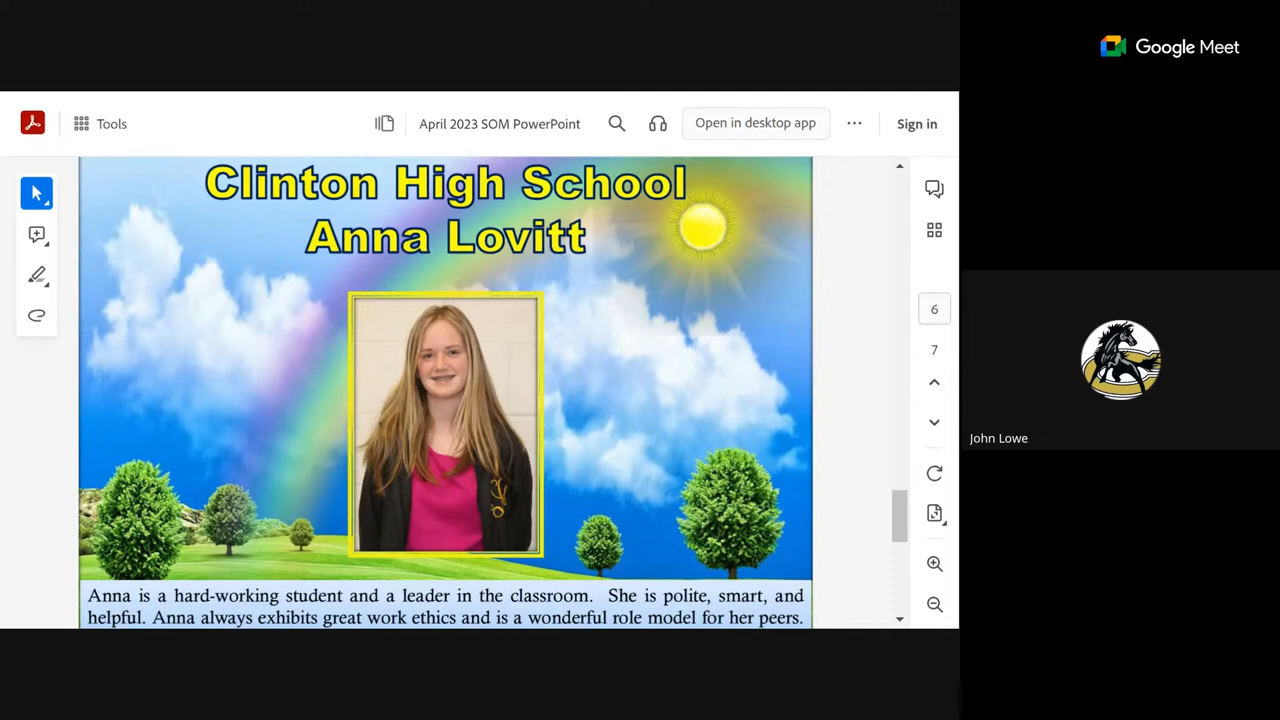 Google Meet
Tools
April 2023 SOM PowerPoint
Open in desktop app
Sign in
Clinton High School
Anna Lovitt
6
7
John Lowe
Anna is a hard-working student and a leader in the classroom. She is polite, smart, and
helpful. Anna always exhibits great work ethics and is a wonderful role model for her peers.